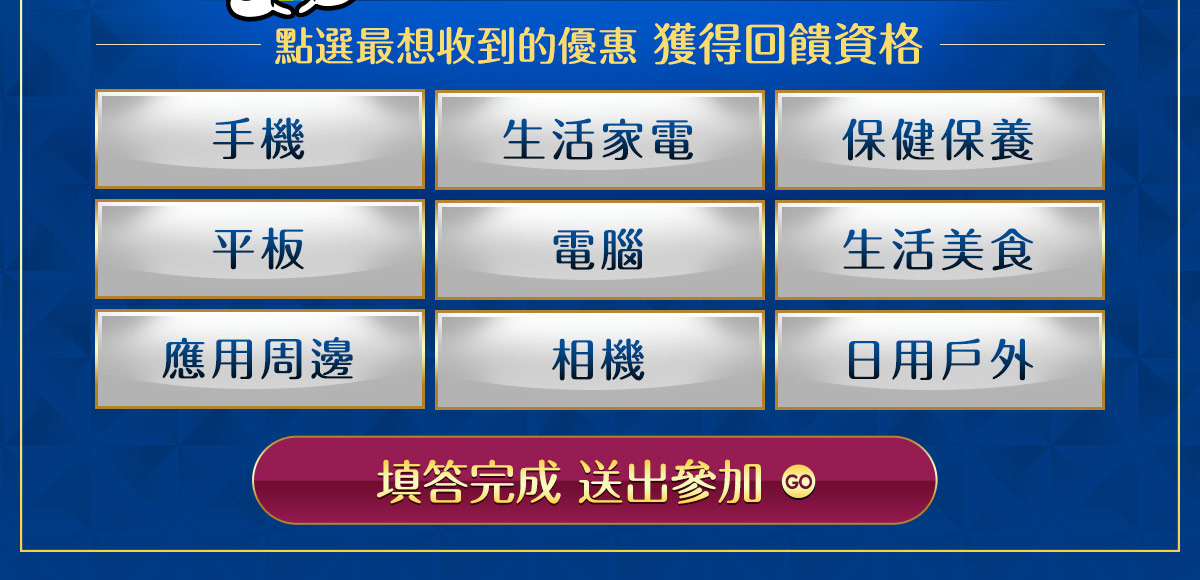 點選最想收到的優惠 獲得回饋資格
手機
生活家電
保健保養
平板
電腦
生活美食
應用周邊
相機
日用戶外
填答完成 送出參加 GO